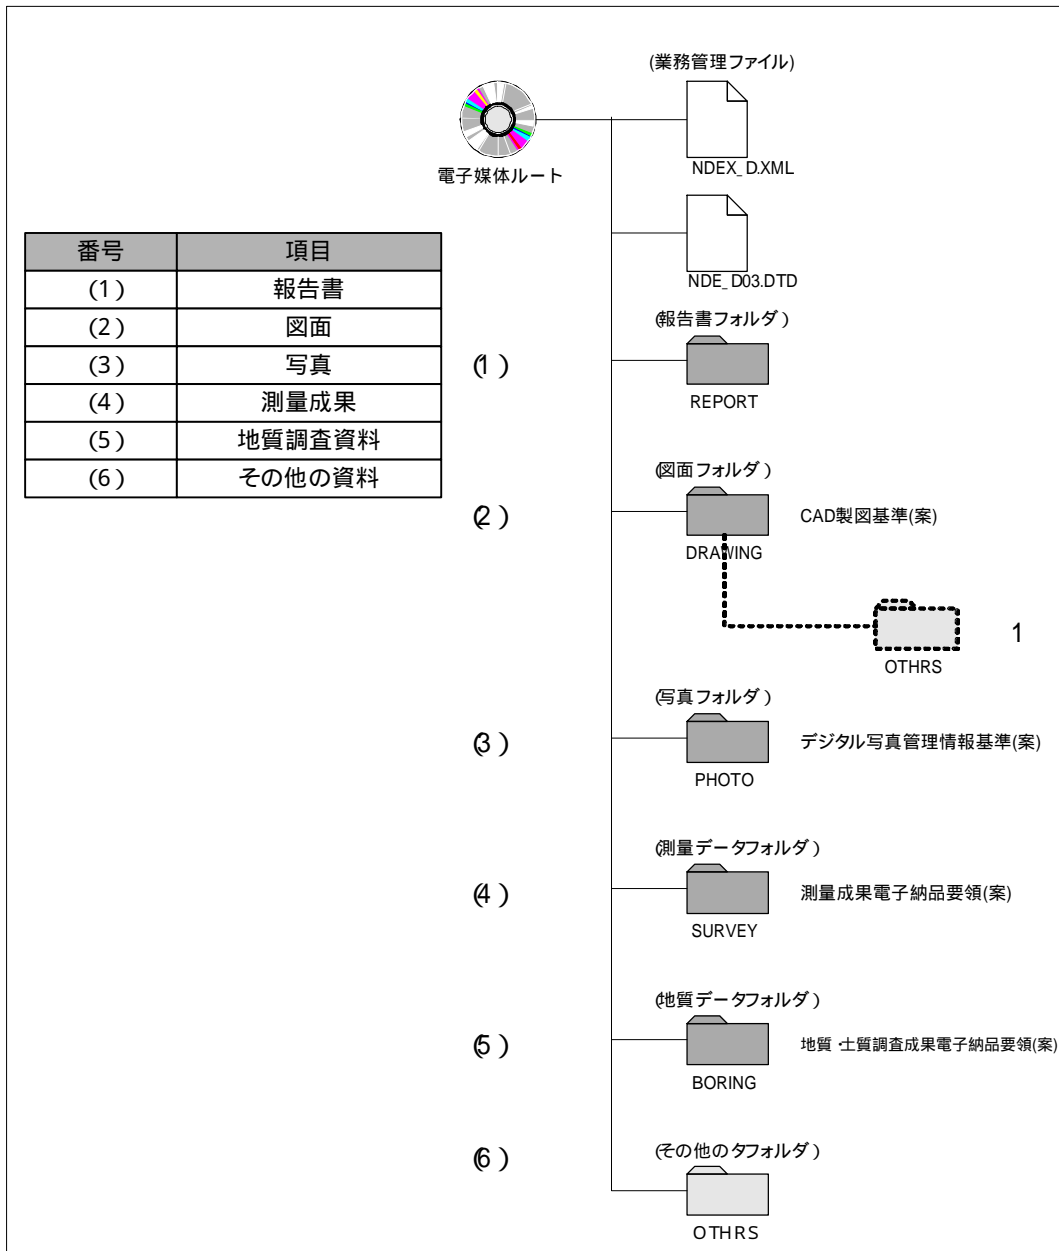 (業務管理ファイル)
電子媒体ルート
NDEX_D.XML
NDE_D03.DTD
番号 項目
(1) 報告書
(2) 図面
(3) 写真
(4) 測量成果
(5) 地質調査資料
(6) その他の資料
(報告書フォルダ)
(1)
REPORT
(図面フォルダ)
(2)
CAD製図基準(案)
DRAWING
1
OTHRS
(写真フォルダ)
(3)
デジタル写真管理情報基準(案)
PHOTO
(測量データフォルダ)
(4)
測量成果電子納品要領(案)
SURVEY
(地質データフォルダ)
(5)
地質・土質調査成果電子納品要領(案)
BORING
(その他のタフォルダ)
(6)
OTHRS